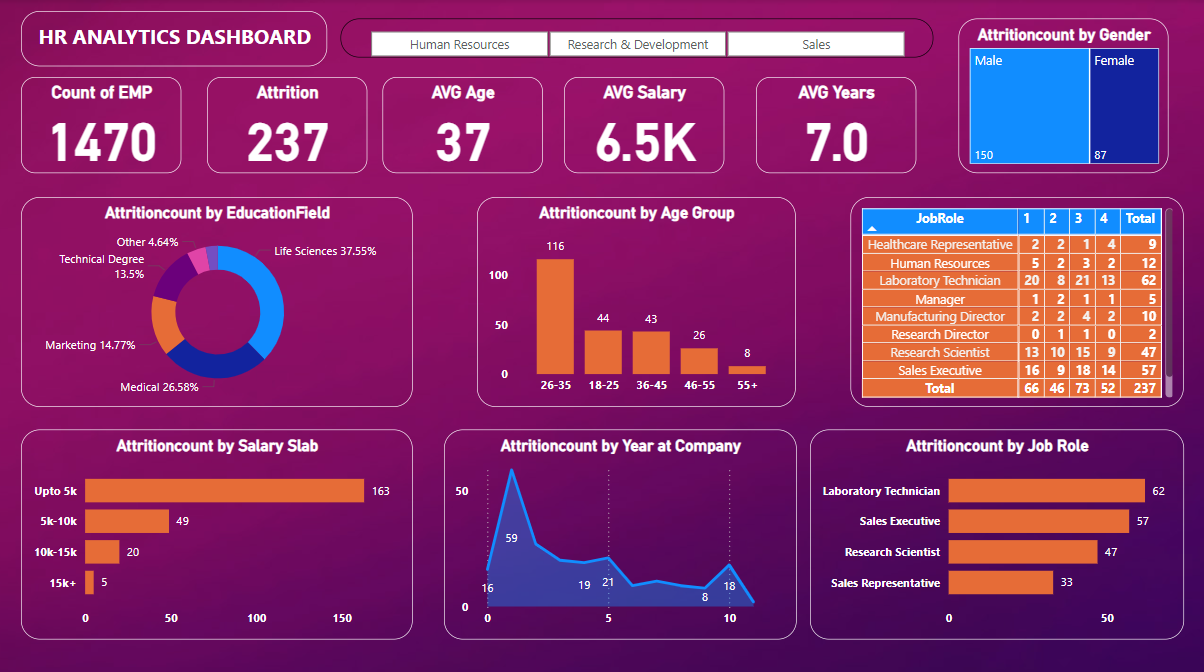 HR ANALYTICS DASHBOARD
Human Resources
Research & Development
Sales
Attritioncount by Gender
Male
Female
150
87
Count of EMP
1470
Attrition
237
AVG Age
37
AVG Salary
6.5K
AVG Years
7.0
Attritioncount by EducationField
Other 4.64%
Life Sciences 37.55%
Technical Degree
13.5%
Marketing 14.77%
Medical 26.58%
Attritioncount by Age Group
116
100
44
43
50
26
8
0
26-35 18-25 36-45 46-55 55+
JobRole 1 2 3 4 Total
Healthcare Representative 2 2 1 4 9
Human Resources 5 2 3 2 12
Laboratory Technician 20 8 21 13 62
Manager 1 2 1 1 5
Manufacturing Director 2 2 4 2 10
Research Director 0 1 1 0 2
Research Scientist 13 10 15 9 47
Sales Executive 16 9 18 14 57
Total 66 46 73 52 237
Attritioncount by Salary Slab
Upto 5k 163
5k-10k 49
10k-15k 20
15k+ 5
0 50 100 150
Attritioncount by Year at Company
50
59
16
19
21
8
18
0
0 5 10
Attritioncount by Job Role
Laboratory Technician 62
Sales Executive 57
Research Scientist 47
Sales Representative 33
0 50